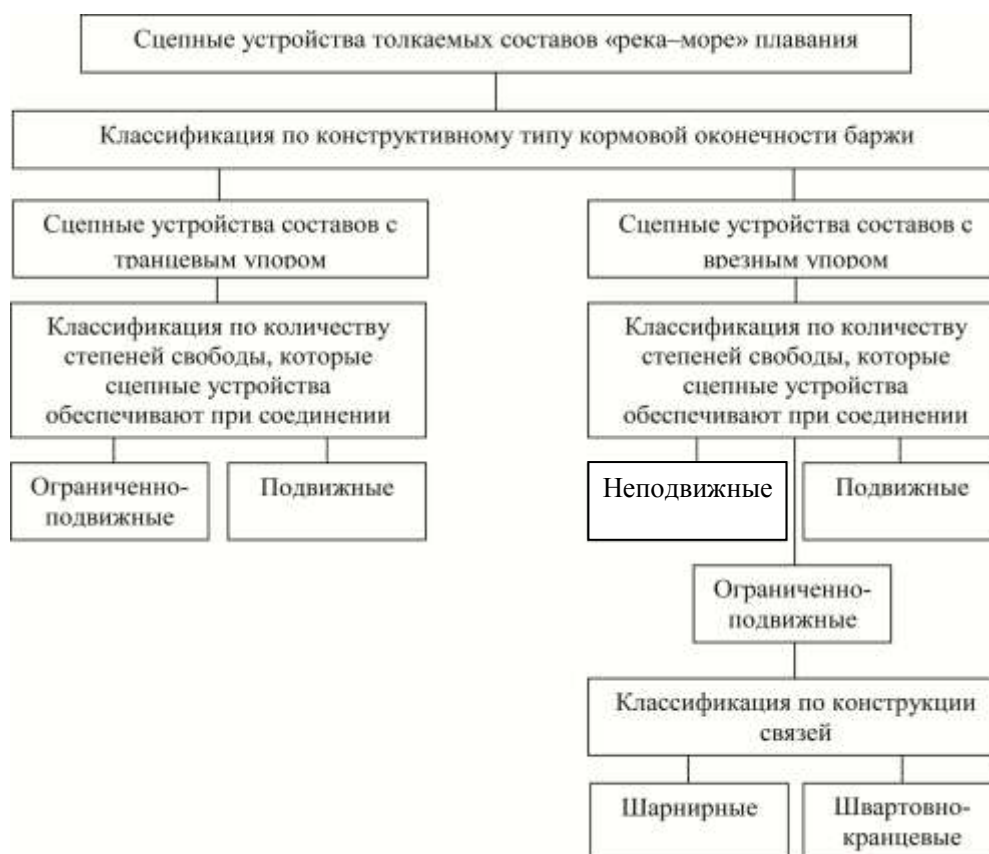 Сцепные устройства толкаемых составов «река–море» плавания
Классификация по конструктивному типу кормовой оконечности баржи
Сцепные устройства составов с
транцевым упором
Сцепные устройства составов с
врезным упором
Классификация по количеству
степеней свободы, которые
сцепные устройства
обеспечивают при соединении
Классификация по количеству
степеней свободы, которые
сцепные устройства
обеспечивают при соединении
Ограниченно-
подвижные
Подвижные
Неподвижные
Подвижные
Ограниченно-
подвижные
Классификация по конструкции
связей
Шарнирные
Швартовно-
кранцевые